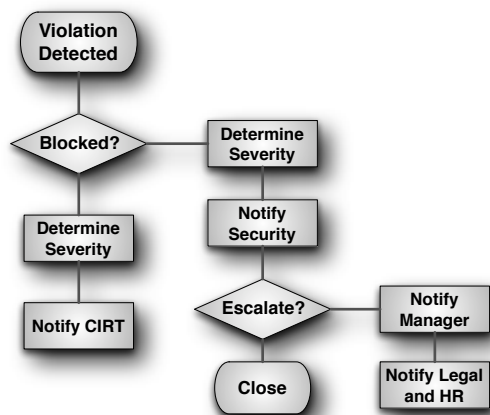 Violation
Detected
Blocked?
Determine
Severity
Notify CIRT
Determine
Severity
Notify
Security
Escalate?
Close
Notify
Manager
Notify Legal
and HR